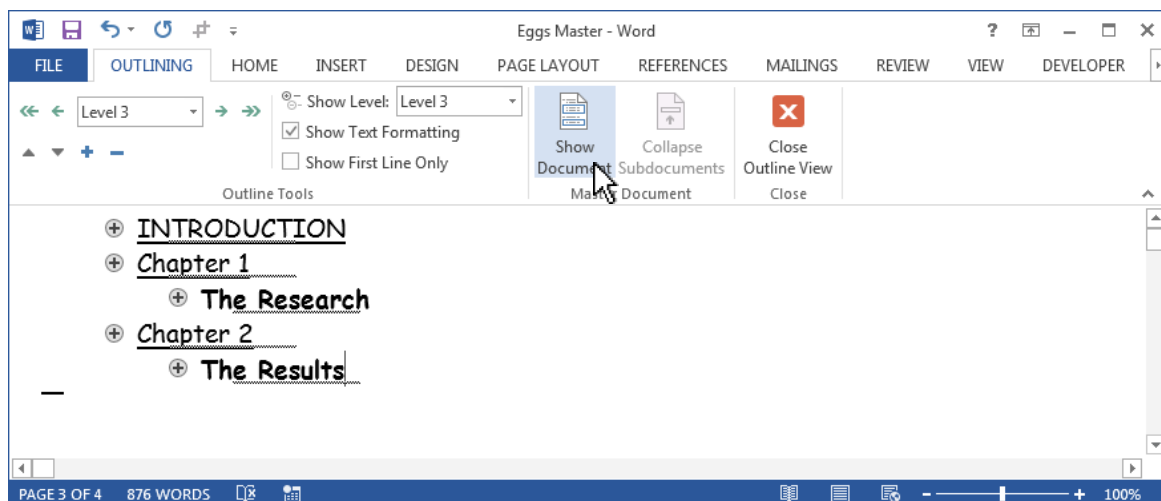 Eggs Master - Word
FILE OUTLINING HOME INSERT DESIGN PAGE LAYOUT REFERENCES MAILINGS REVIEW VIEW DEVELOPER
Level 3
Show Level: Level 3
Show Text Formatting
Show First Line Only
Outline Tools
Show
Document
Collapse
Subdocuments
Master Document
Close
Outline View
Close
INTRODUCTION
Chapter 1
The Research
Chapter 2
The Results
PAGE 3 OF 4 876 WORDS 100%